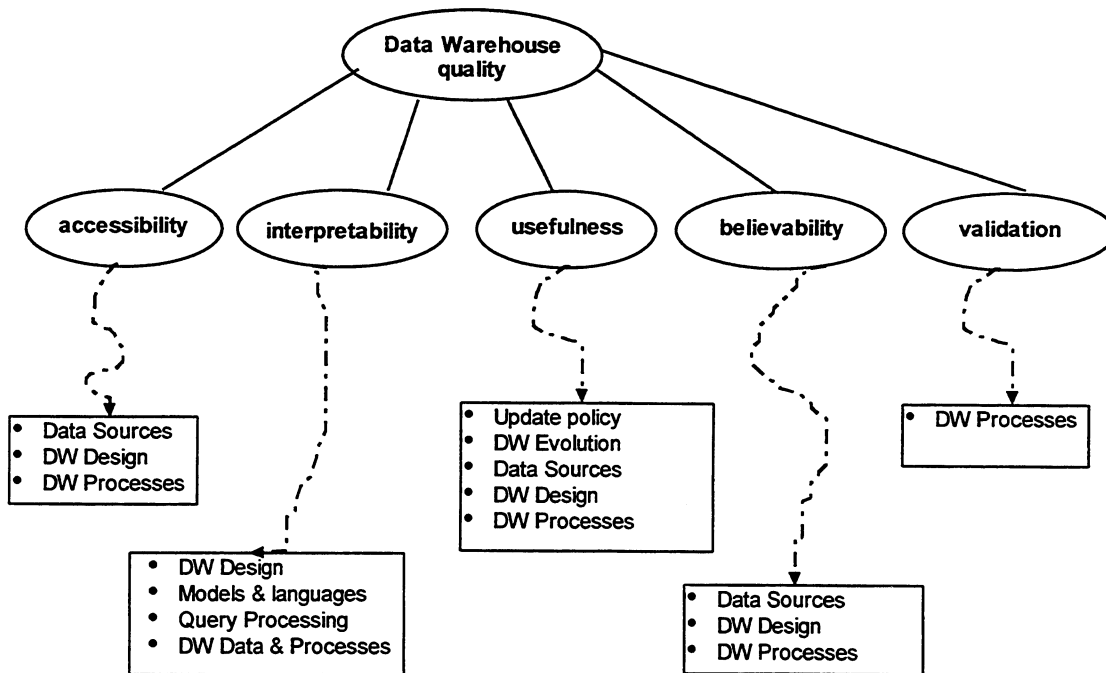 Data Warehouse
quality
accessibility
interpretability
usefulness
believability
validation
• Data Sources
• DW Design
• DW Processes
• DW Design
• Models & languages
• Query Processing
• DW Data & Processes
• Update policy
• DW Evolution
• Data Sources
• DW Design
• DW Processes
• Data Sources
• DW Design
• DW Processes
• DW Processes